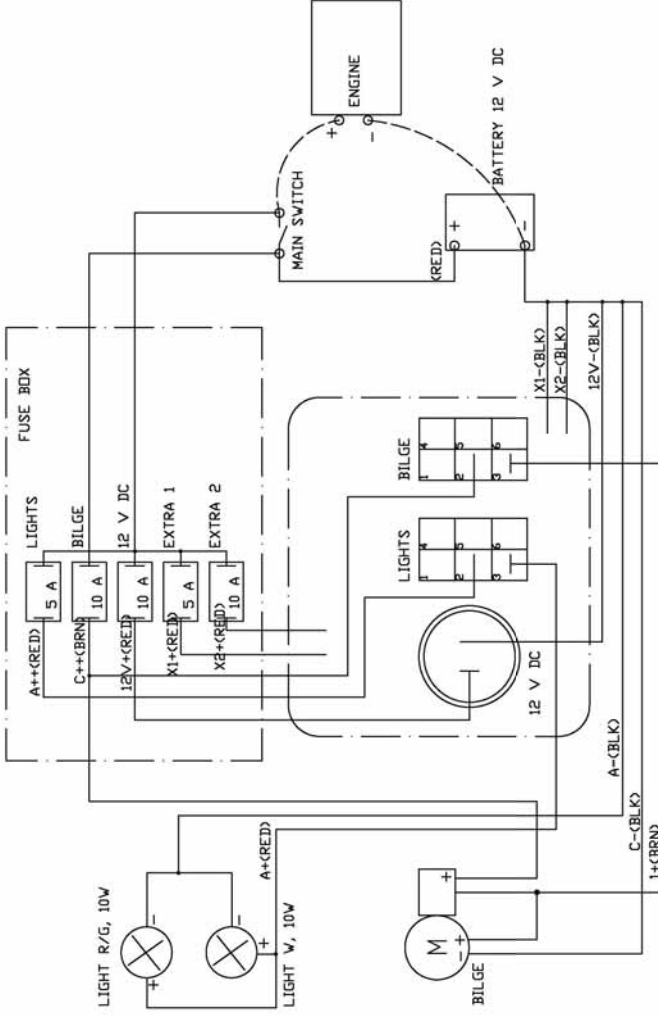 LIGHT R/G, 10W
+
-
LIGHT W, 10W
+
-
A+(RED)
FUSE BOX
LIGHTS
5 A
A++(RED)
BILGE
10 A
C++(BRN)
12 V DC
10 A
12V+(RED)
EXTRA 1
5 A
X1+(RED)
EXTRA 2
10 A
X2+(RED)
ENGINE
+
-
MAIN SWITCH
BATTERY 12 V DC
+
-
(RED)
X1-(BLK)
X2-(BLK)
12V-(BLK)
BILGE
1 4
2 5
3 6
LIGHTS
1 4
2 5
3 6
12 V DC
A-(BLK)
C-(BLK)
1+(BRN)
M
- +
+
BILGE